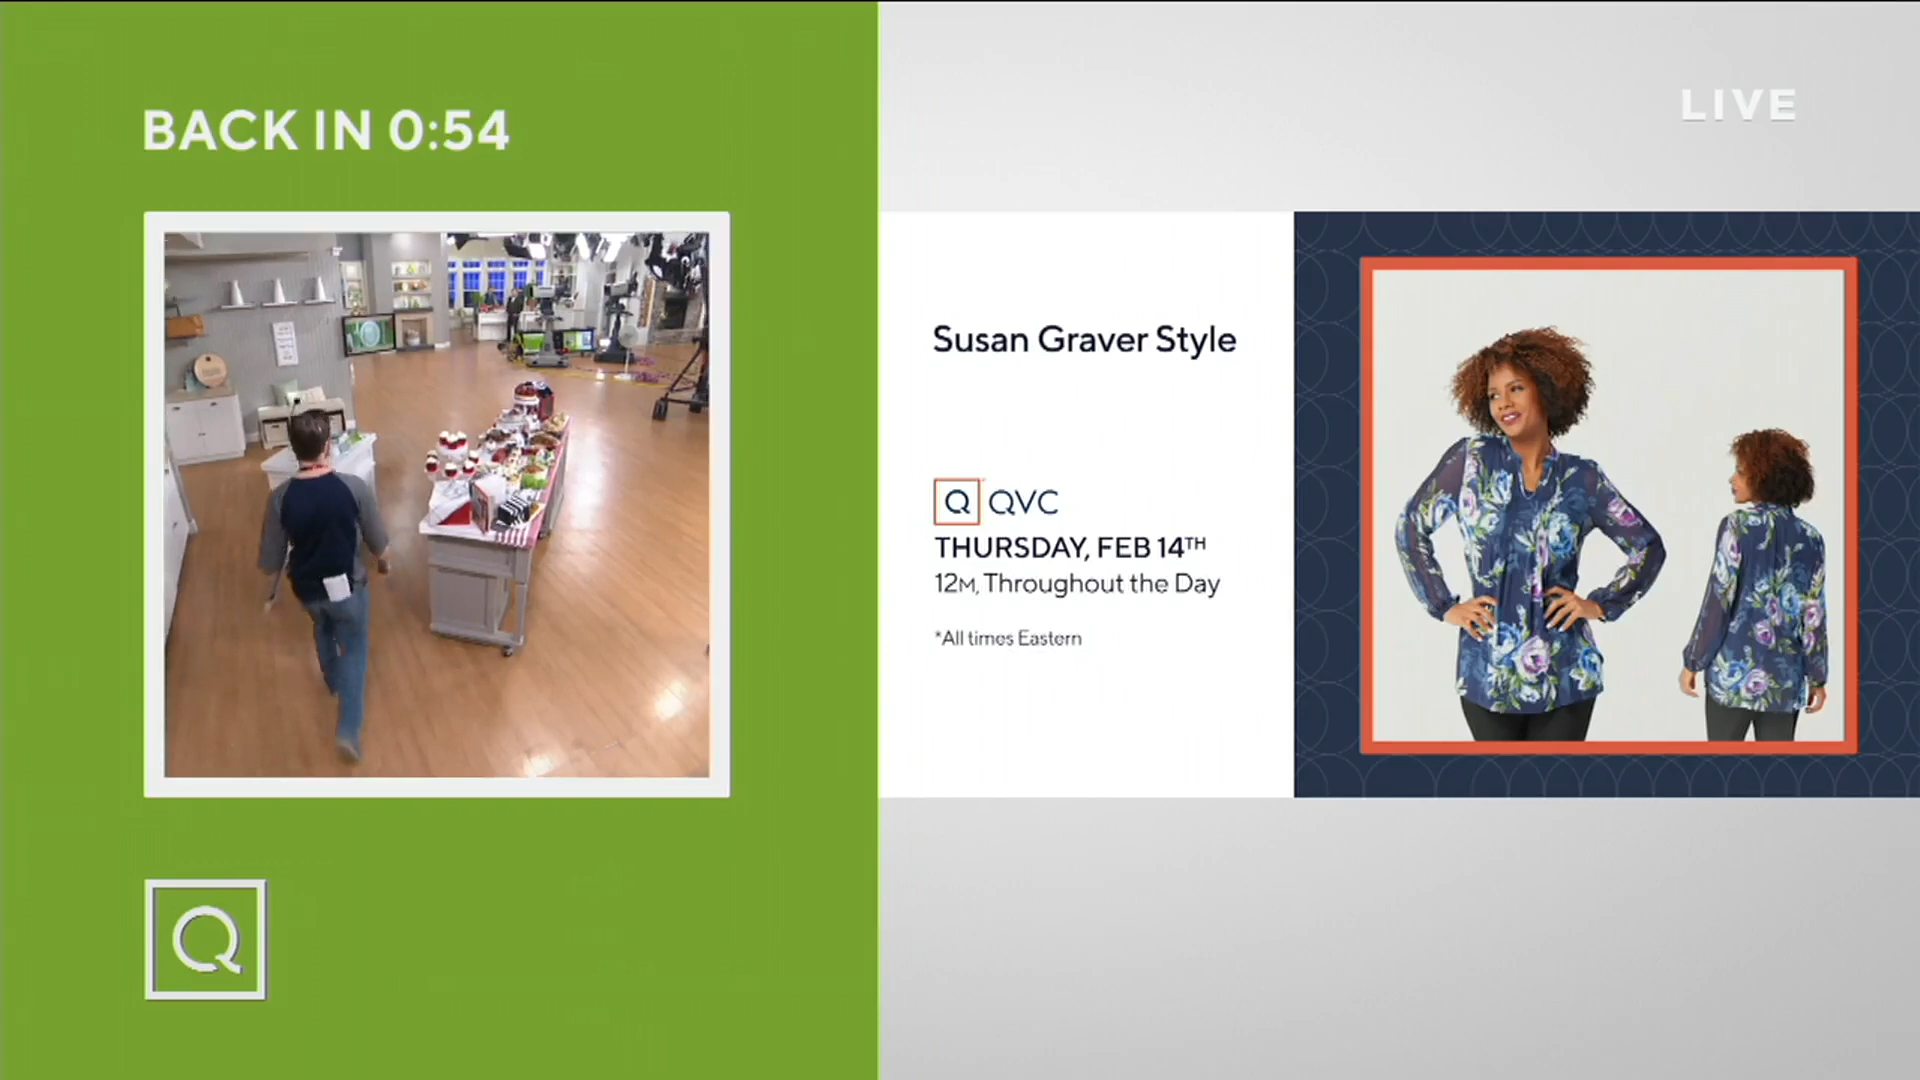 BACK IN 0:54
LIVE
Susan Graver Style
Q QVC
THURSDAY, FEB 14TH
12M, Throughout the Day
*All times Eastern
Q